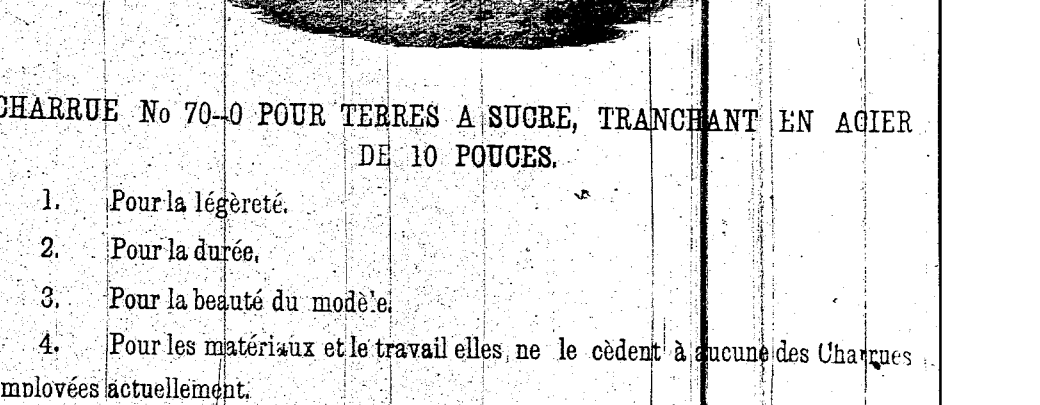 CHARRUE No 70-0 POUR TERRES A SUCRE, TRANCHANT EN ACIER
DE 10 POUCES.
1. Pour la légèreté.
2. Pour la durée.
3. Pour la beauté du modèle.
4. Pour les matériaux et le travail elles ne le cèdent à aucune des Charrues
employées actuellement.